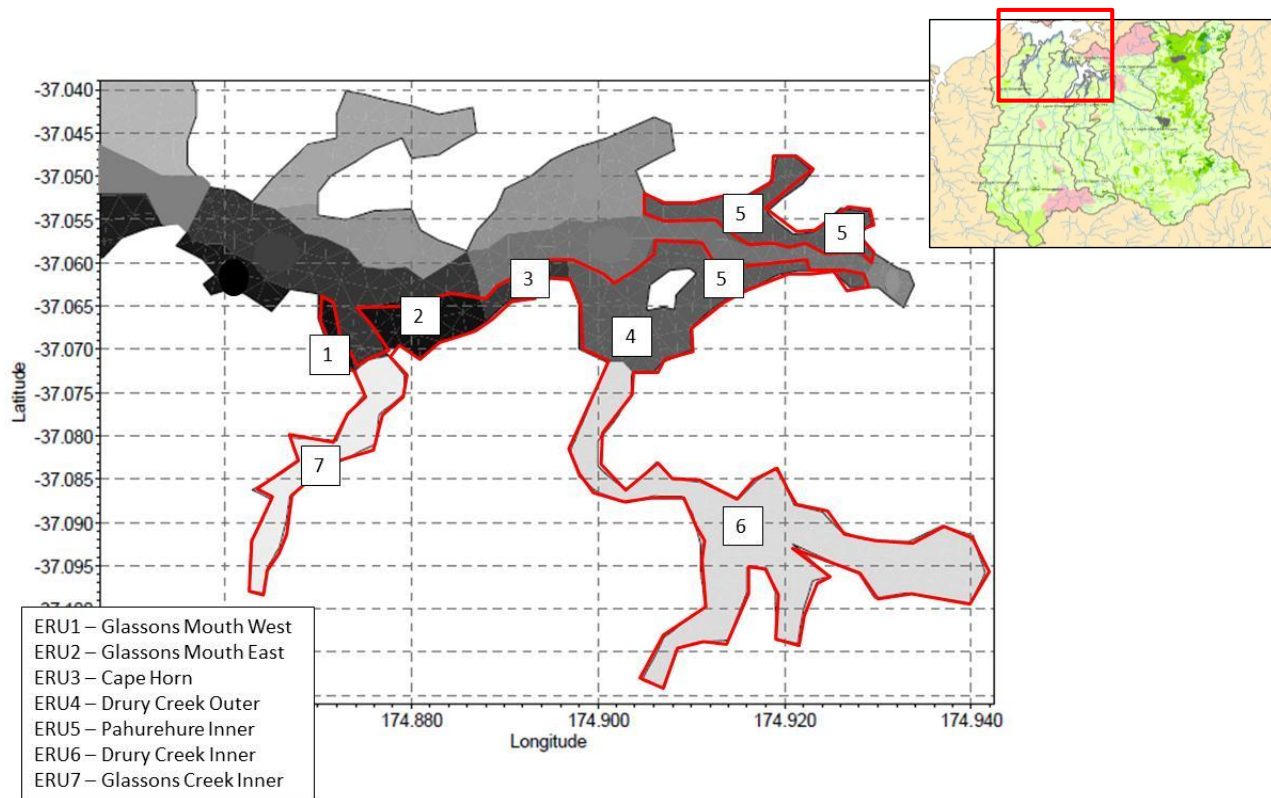 -37.040
-37.045
-37.050
-37.055
-37.060
-37.065
-37.070
-37.075
-37.080
-37.085
-37.090
-37.095
Latitude
5
5
5
3
2
4
1
7
6
174.880
174.900
174.920
174.940
Longitude
ERU1 – Glassons Mouth West
ERU2 – Glassons Mouth East
ERU3 – Cape Horn
ERU4 – Drury Creek Outer
ERU5 – Pahurehure Inner
ERU6 – Drury Creek Inner
ERU7 – Glassons Creek Inner